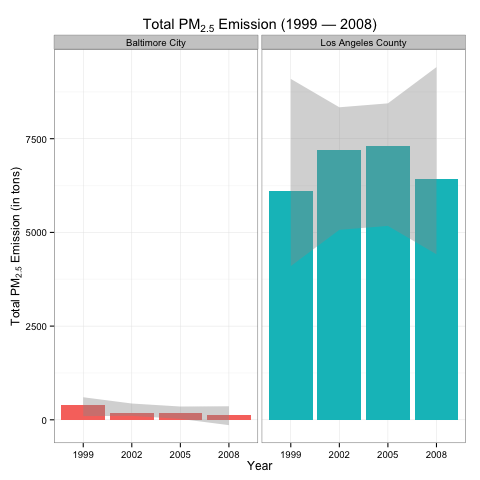 Total PM2.5 Emission (1999 — 2008)
Baltimore City
Los Angeles County
Total PM2.5 Emission (in tons)
7500
5000
2500
0
1999 2002 2005 2008
1999 2002 2005 2008
Year